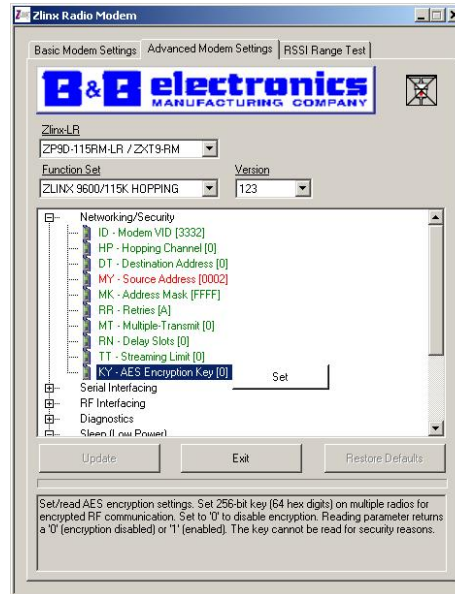 Zlinx Radio Modem
Basic Modem Settings Advanced Modem Settings RSSI Range Test
B&B electronics
MANUFACTURING COMPANY
Zlinx-LR
ZP9D-115RM-LR / ZXT9-RM
Function Set Version
ZLINX 9600/115K HOPPING 123
Networking/Security
ID - Modem VID [3332]
HP - Hopping Channel [0]
DT - Destination Address [0]
MY - Source Address [0002]
MK - Address Mask [FFFF]
RR - Retries [A]
MT - Multiple-Transmit [0]
RN - Delay Slots [0]
TT - Streaming Limit [0]
KY - AES Encryption Key [0] Set
Serial Interfacing
RF Interfacing
Diagnostics
Sleep (Low Power)
Update Exit Restore Defaults
Set/read AES encryption settings. Set 256-bit key (64 hex digits) on multiple radios for
encrypted RF communication. Set to '0' to disable encryption. Reading parameter returns
a '0' (encryption disabled) or '1' (enabled). The key cannot be read for security reasons.